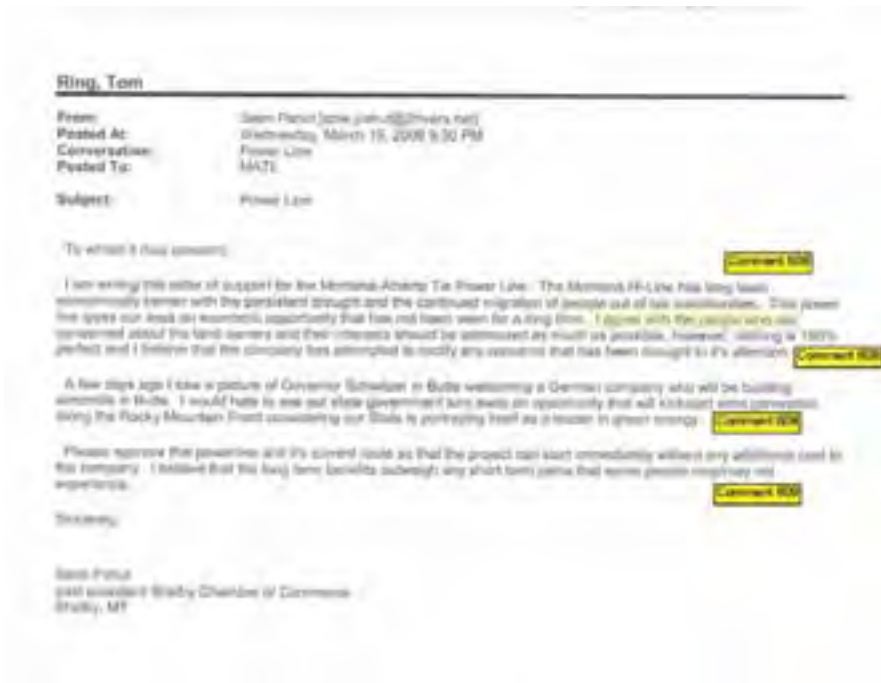 Ring, Tom
From:
Posted At: Wednesday, March 2008 9:30 PM
Conversation: Power Line
Posted To: MATL
Subject: Power Line
To whom it may concern:
Comment
I am writing this letter of support for the Montana Alberta Tie Power Line. The Montana Hi-Line has long been
economically barren with the persistent drought and the continued migration of people out of our communities. This power
line gives our area an economic opportunity that has not been seen for a long time. I agree with the people who are
concerned about the land owners and their interests should be addressed as much as possible, however, nothing is 100%
perfect and I believe that the company has attempted to rectify any concerns that has been brought to it's attention. Comment
A few days ago I took a picture of Governor Schweitzer in Butte welcoming a German company who will be building
windmills in Butte. I would hate to see our state government turn away an opportunity that will kickstart wind generation
along the Rocky Mountain Front considering our State is portraying itself as a leader in green energy. Comment
Please approve this powerline and it's current route so that the project can start immediately without any additional cost to
the company. I believe that the long term benefits outweigh any short term pains that some people may/may not
experience.
Comment
Sincerely,
past president Shelby Chamber of Commerce
Shelby, MT